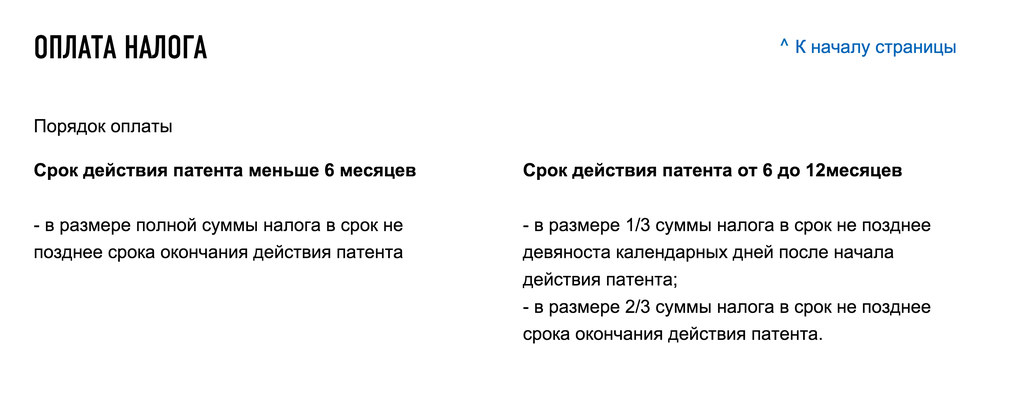 ОПЛАТА НАЛОГА
^ К началу страницы
Порядок оплаты
Срок действия патента меньше 6 месяцев
- в размере полной суммы налога в срок не
позднее срока окончания действия патента
Срок действия патента от 6 до 12месяцев
- в размере 1/3 суммы налога в срок не позднее
девяноста календарных дней после начала
действия патента;
- в размере 2/3 суммы налога в срок не позднее
срока окончания действия патента.